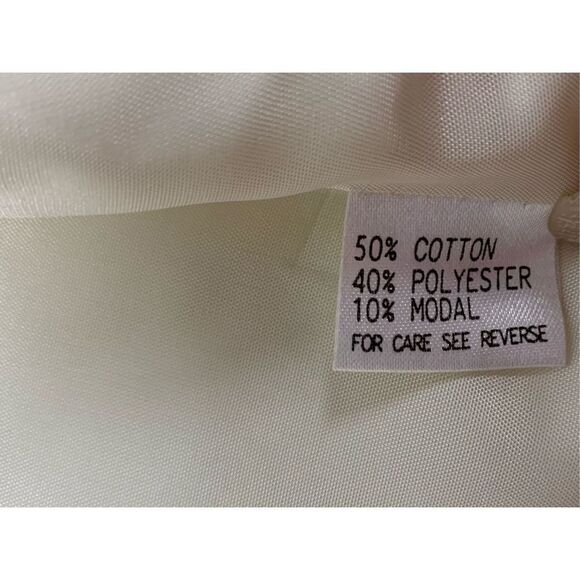 50% COTTON
40% POLYESTER
10% MODAL
FOR CARE SEE REVERSE